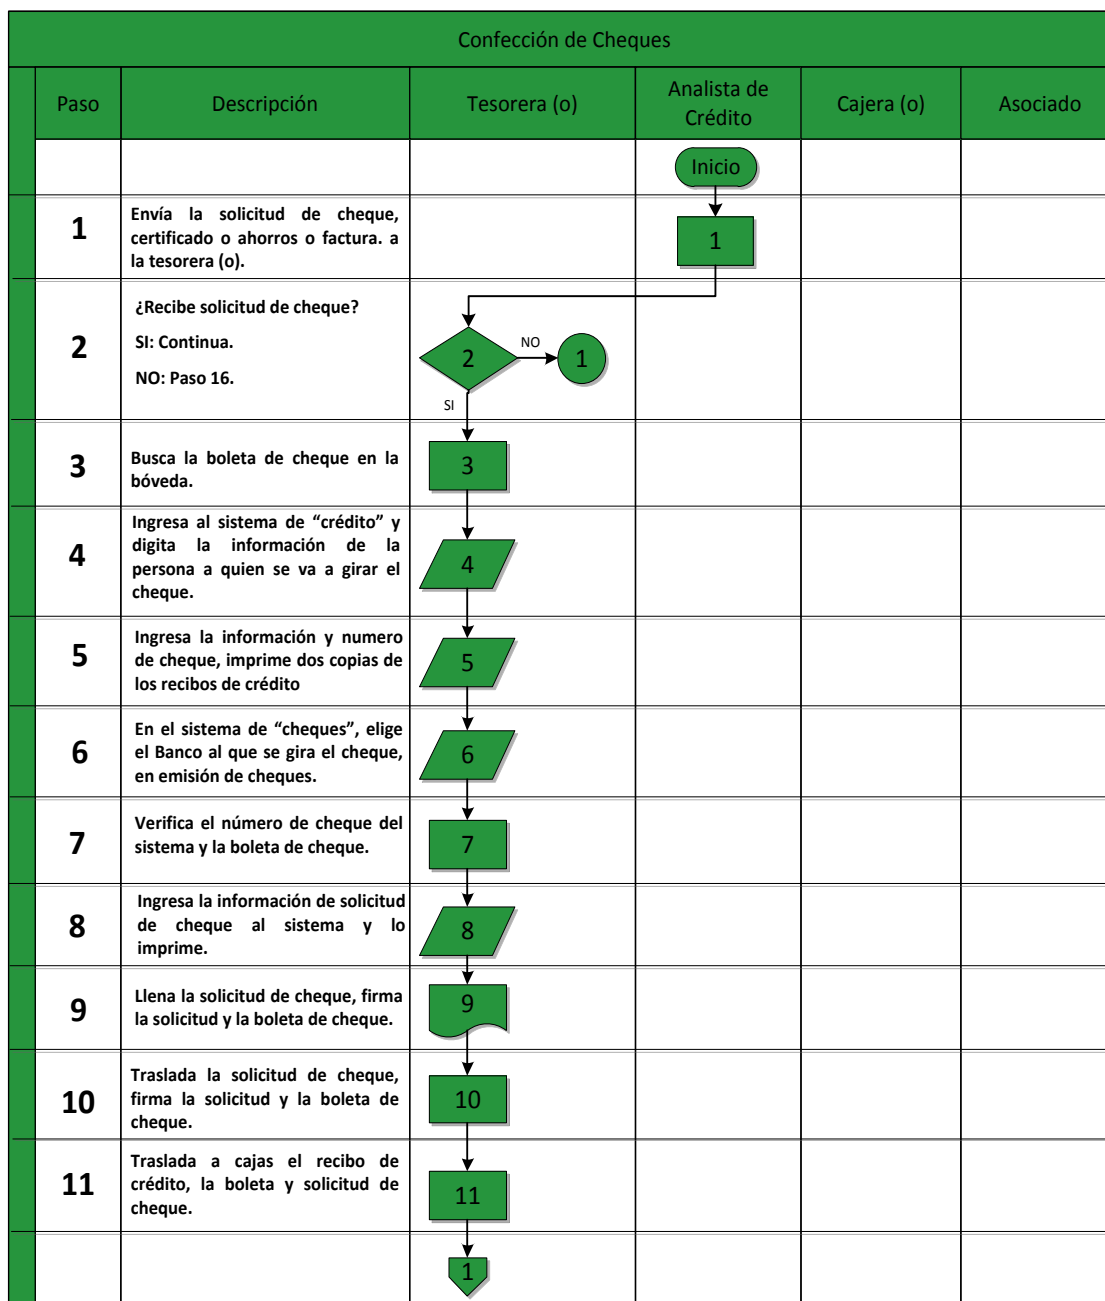 Confección de Cheques
Paso
Descripción
Tesorera (o)
Analista de
Crédito
Cajera (o)
Asociado
Inicio
1
Envía la solicitud de cheque,
certificado o ahorros o factura. a
la tesorera (o).
1
2
¿Recibe solicitud de cheque?
SI: Continua.
NO: Paso 16.
2
NO
1
SI
3
Busca la boleta de cheque en la
bóveda.
3
4
Ingresa al sistema de “crédito” y
digita la información de la
persona a quien se va a girar el
cheque.
4
5
Ingresa la información y numero
de cheque, imprime dos copias de
los recibos de crédito
5
6
En el sistema de “cheques”, elige
el Banco al que se gira el cheque,
en emisión de cheques.
6
7
Verifica el número de cheque del
sistema y la boleta de cheque.
7
8
Ingresa la información de solicitud
de cheque al sistema y lo
imprime.
8
9
Llena la solicitud de cheque, firma
la solicitud y la boleta de cheque.
9
10
Traslada la solicitud de cheque,
firma la solicitud y la boleta de
cheque.
10
11
Traslada a cajas el recibo de
crédito, la boleta y solicitud de
cheque.
11
1